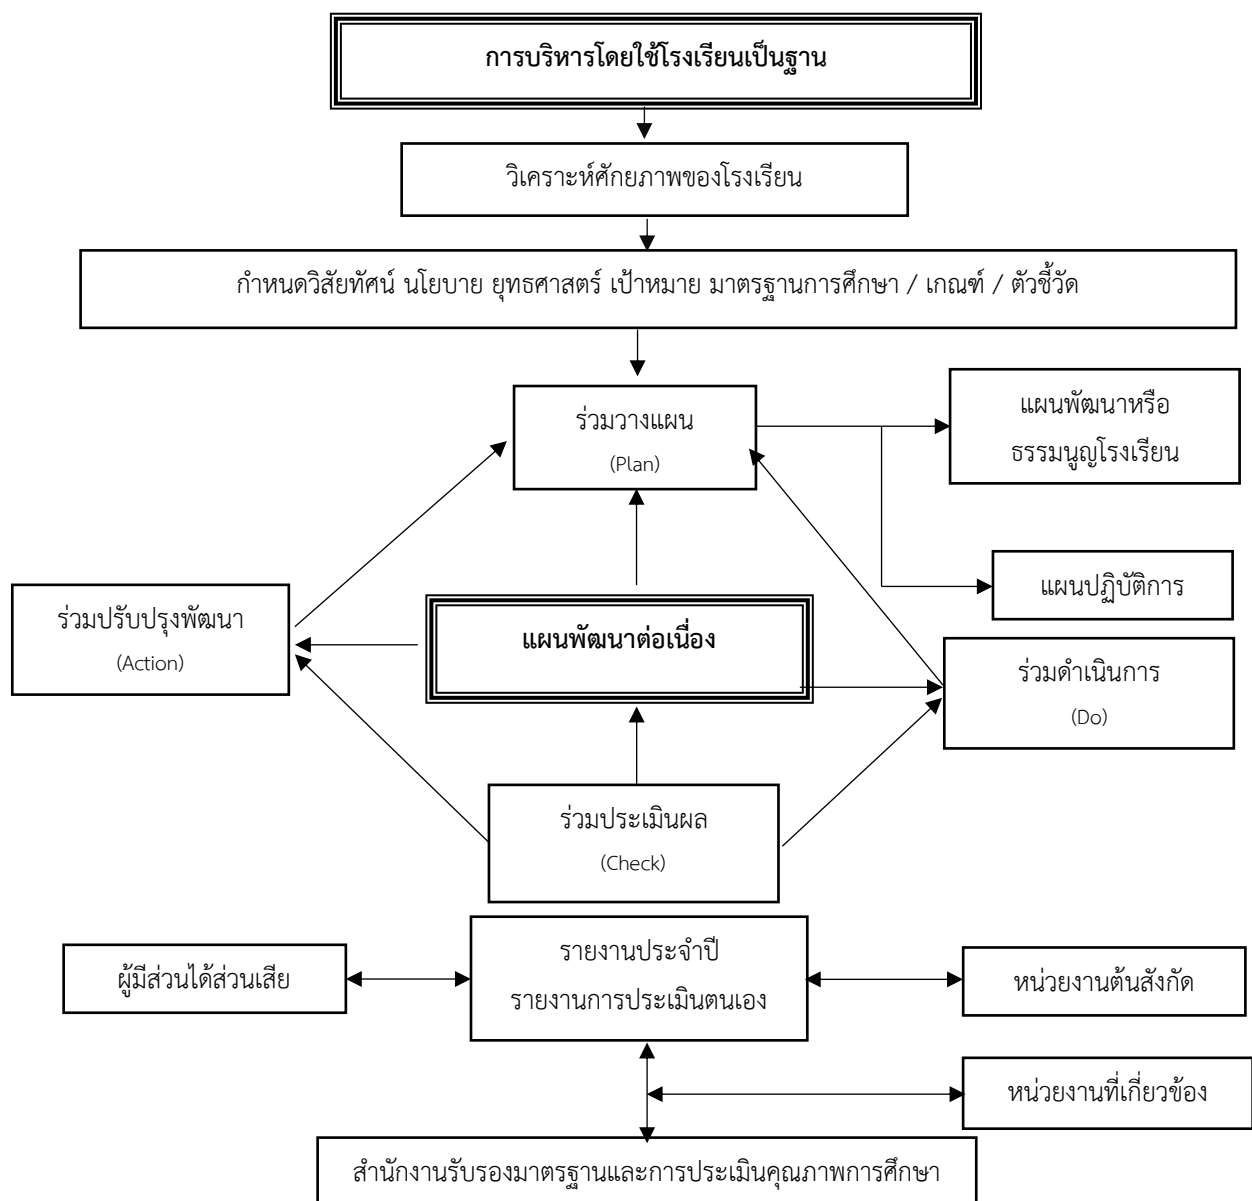 การบริหารโดยใช้โรงเรียนเป็นฐาน
วิเคราะห์ศักยภาพของโรงเรียน
กำหนดวิสัยทัศน์ นโยบาย ยุทธศาสตร์ เป้าหมาย มาตรฐานการศึกษา / เกณฑ์ / ตัวชี้วัด
ร่วมวางแผน
(Plan)
แผนพัฒนาหรือ
ธรรมนูญโรงเรียน
แผนปฏิบัติการ
ร่วมปรับปรุงพัฒนา
(Action)
แผนพัฒนาต่อเนื่อง
ร่วมดำเนินการ
(Do)
ร่วมประเมินผล
(Check)
ผู้มีส่วนได้ส่วนเสีย
รายงานประจำปี
รายงานการประเมินตนเอง
หน่วยงานต้นสังกัด
หน่วยงานที่เกี่ยวข้อง
สำนักงานรับรองมาตรฐานและการประเมินคุณภาพการศึกษา